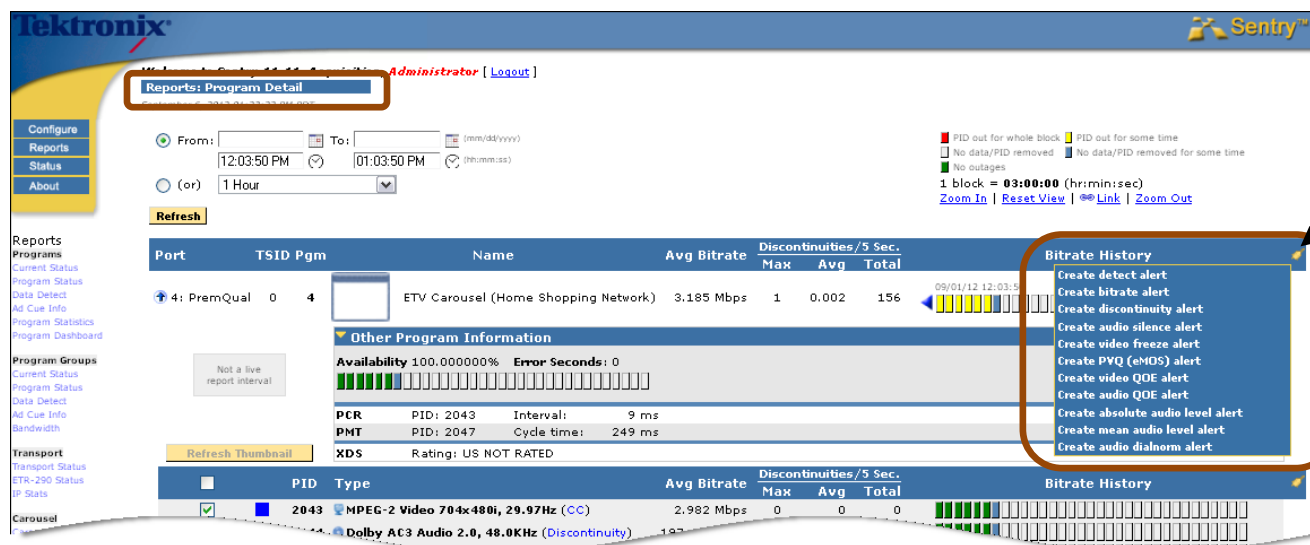 Tektronix
Sentry™
Administrator [ Logout ]
Reports: Program Detail
Configure
Reports
Status
About
From: To: (mm/dd/yyyy)
12:03:50 PM 01:03:50 PM (hh:mm:ss)
(or) 1 Hour
Refresh
PID out for whole block PID out for some time
No data/PID removed No data/PID removed for some time
No outages
1 block = 03:00:00 (hr:min:sec)
Zoom In | Reset View | Link | Zoom Out
Reports
Programs
Current Status
Program Status
Data Detect
Ad Cue Info
Program Statistics
Program Dashboard
Program Groups
Current Status
Program Status
Data Detect
Ad Cue Info
Bandwidth
Transport
Transport Status
ETR-290 Status
IP Stats
Carousel
Port TSID Pgm Name Avg Bitrate Discontinuities/5 Sec. Bitrate History
Max Avg Total
4: PremQual 0 4 ETV Carousel (Home Shopping Network) 3.185 Mbps 1 0.002 156
09/01/12 12:03:5
Create detect alert
Create bitrate alert
Create discontinuity alert
Create audio silence alert
Create video freeze alert
Create PVQ (eMOS) alert
Create video QOE alert
Create audio QOE alert
Create absolute audio level alert
Create mean audio level alert
Create audio dialnorm alert
Other Program Information
Not a live
report interval
Availability 100.000000% Error Seconds: 0
PCR PID: 2043 Interval: 9 ms
PMT PID: 2047 Cycle time: 249 ms
Refresh Thumbnail
XDS Rating: US NOT RATED
PID Type Avg Bitrate Discontinuities/5 Sec. Bitrate History
Max Avg Total
2043 MPEG-2 Video 704x480i, 29.97Hz (CC) 2.982 Mbps 0 0 0
Dolby AC3 Audio 2.0, 48.0KHz (Discontinuity) 197